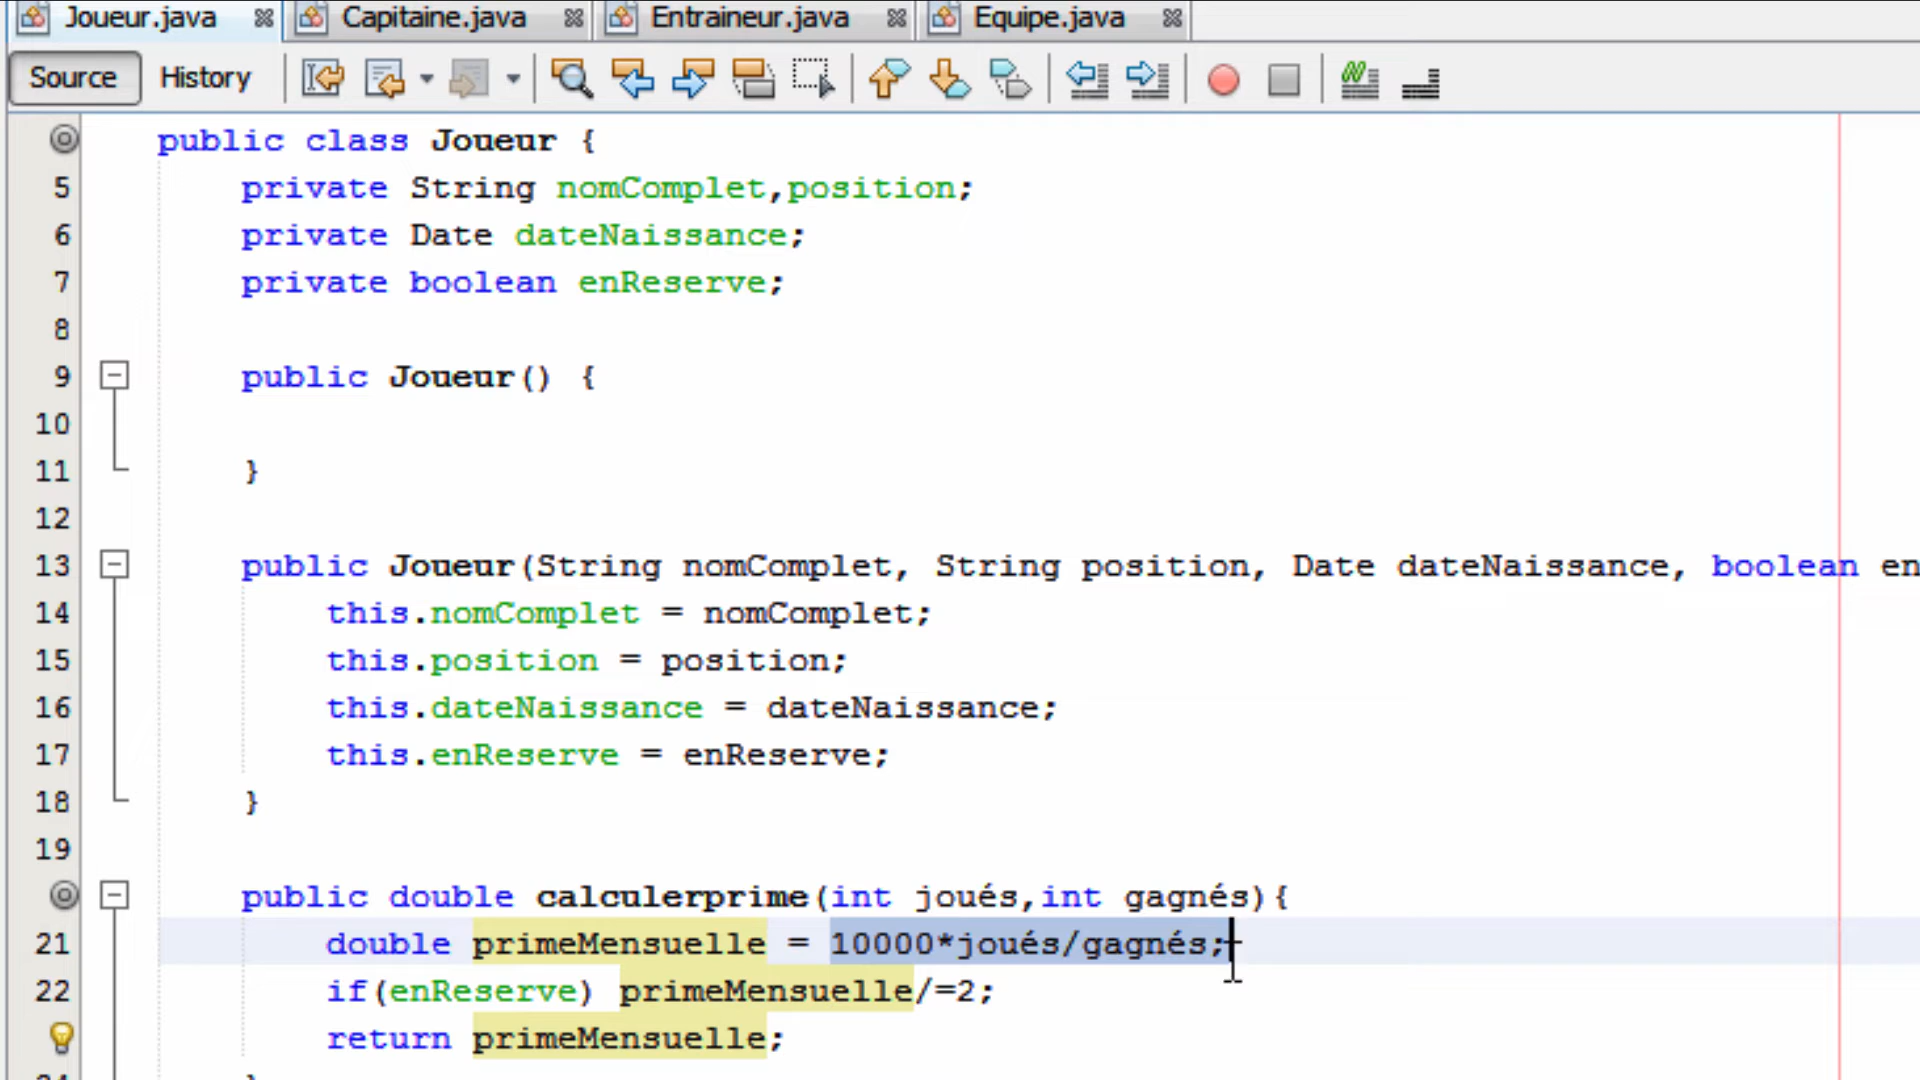 Joueur.java Capitaine.java Entraineur.java Equipe.java
Source History
public class Joueur {
5 private String nomComplet,position;
6 private Date dateNaissance;
7 private boolean enReserve;
8
9 public Joueur() {
10
11 }
12
13 public Joueur(String nomComplet, String position, Date dateNaissance, boolean en
14 this.nomComplet = nomComplet;
15 this.position = position;
16 this.dateNaissance = dateNaissance;
17 this.enReserve = enReserve;
18 }
19
public double calculerprime(int joués,int gagnés){
21 double primeMensuelle = 10000*joués/gagnés;
22 if(enReserve) primeMensuelle/=2;
return primeMensuelle;